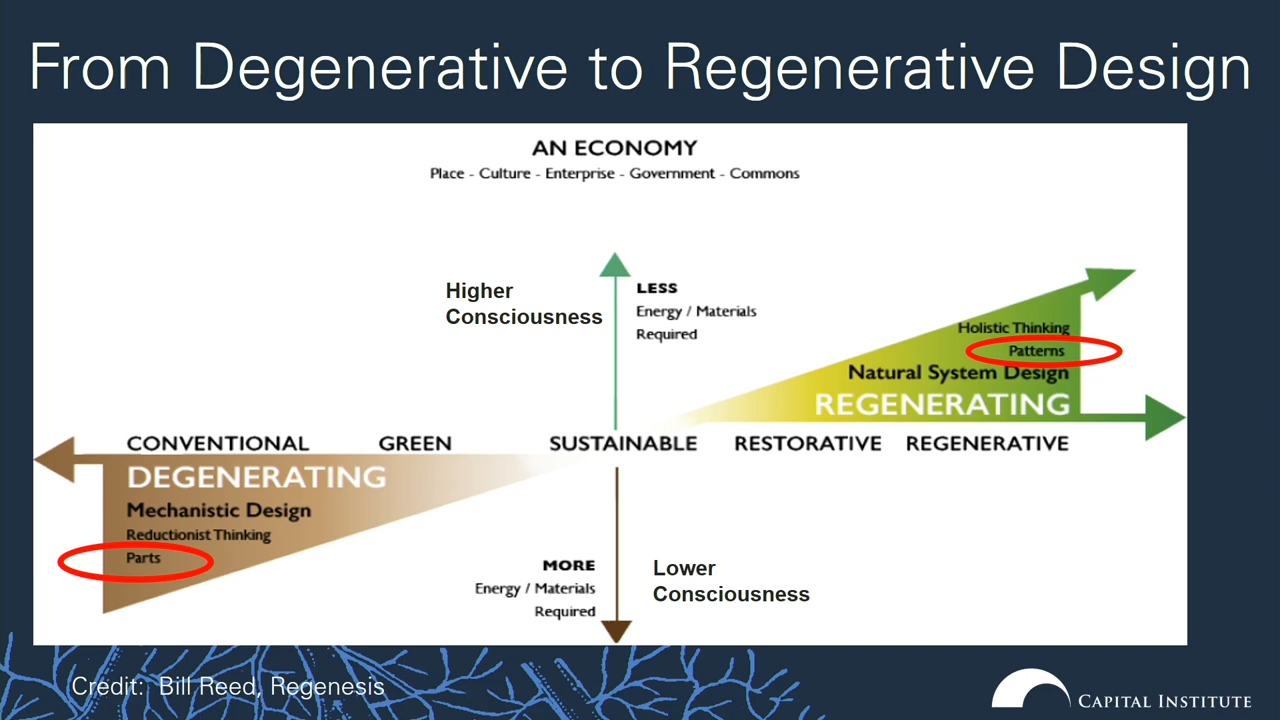 From Degenerative to Regenerative Design
AN ECONOMY
Place - Culture - Enterprise - Government - Commons
Higher
Consciousness
LESS
Energy / Materials
Required
Holistic Thinking
Patterns
Natural System Design
REGENERATING
CONVENTIONAL GREEN SUSTAINABLE RESTORATIVE REGENERATIVE
DEGENERATING
Mechanistic Design
Reductionist Thinking
Parts
MORE
Energy / Materials
Required
Lower
Consciousness
Credit: Bill Reed, Regenesis
CAPITAL INSTITUTE